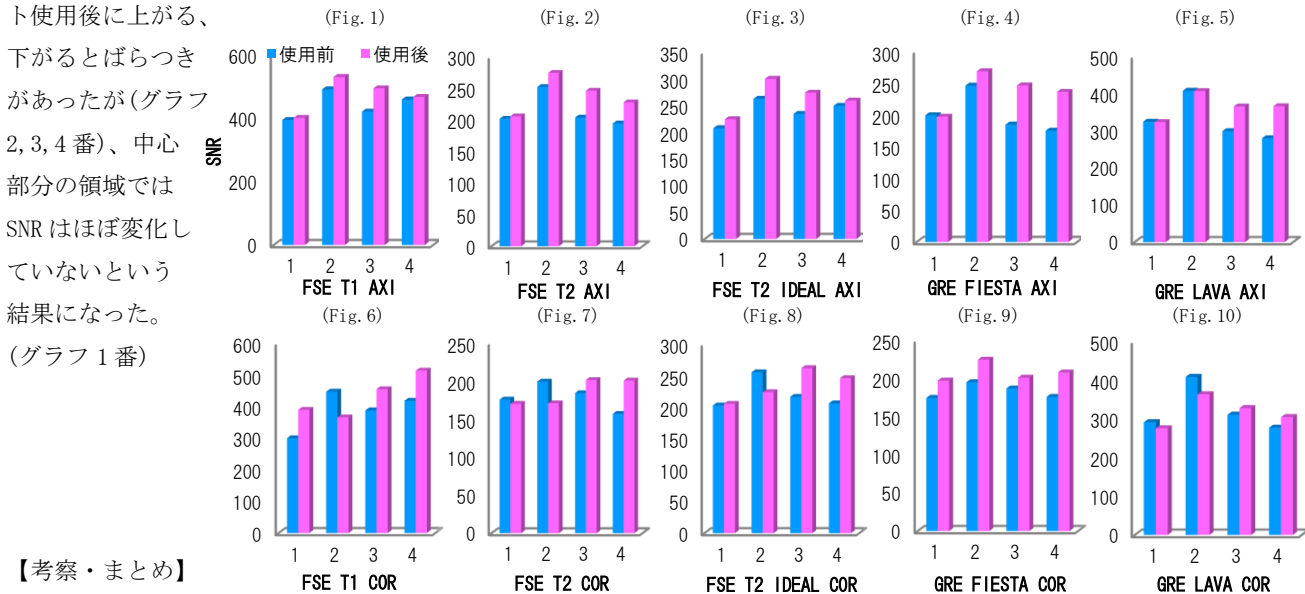 ト使用後に上がる、
下がるとばらつき
があったが(グラフ
2,3,4番)、中心
部分の領域では
SNRはほぼ変化し
ていないという
結果になった。
(グラフ1番)
【考察・まとめ】
(Fig.1)
使用前 使用後
SNR
600
400
200
0
1 2 3 4
FSE T1 AXI
(Fig.2)
300
250
200
150
100
50
0
1 2 3 4
FSE T2 AXI
(Fig.3)
350
300
250
200
150
100
50
0
1 2 3 4
FSE T2 IDEAL AXI
(Fig.4)
300
250
200
150
100
50
0
1 2 3 4
GRE FIESTA AXI
(Fig.5)
500
400
300
200
100
0
1 2 3 4
GRE LAVA AXI
(Fig.6)
600
500
400
300
200
100
0
1 2 3 4
FSE T1 COR
(Fig.7)
250
200
150
100
50
0
1 2 3 4
FSE T2 COR
(Fig.8)
300
250
200
150
100
50
0
1 2 3 4
FSE T2 IDEAL COR
(Fig.9)
250
200
150
100
50
0
1 2 3 4
GRE FIESTA COR
(Fig.10)
500
400
300
200
100
0
1 2 3 4
GRE LAVA COR